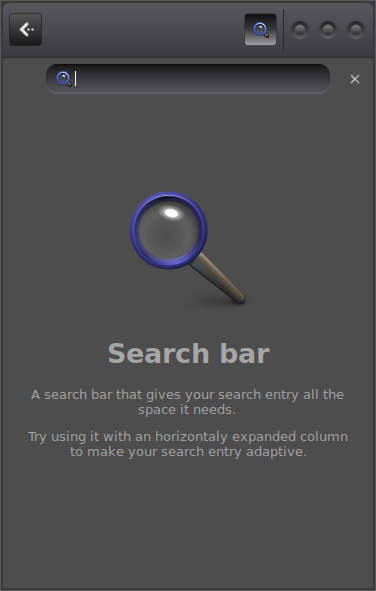 Search bar
A search bar that gives your search entry all the
space it needs.
Try using it with an horizontaly expanded column
to make your search entry adaptive.